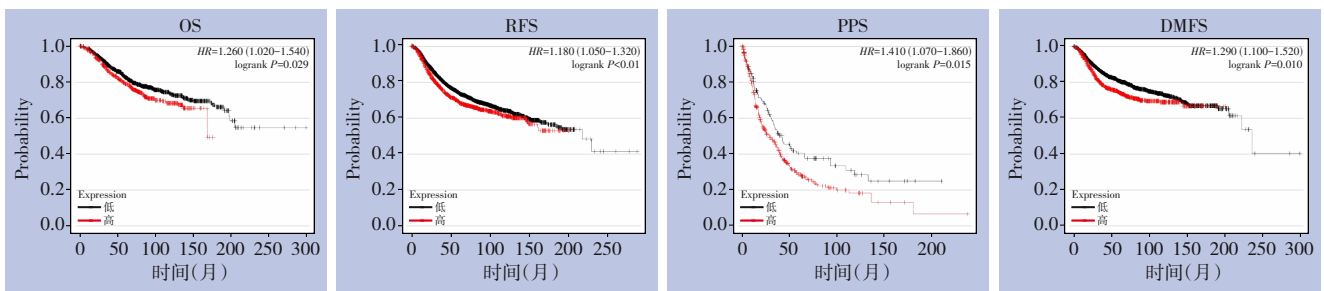 OS
HR=1.260 (1.020−1.540)
logrank P=0.029
Probability
1.0
0.8
0.6
0.4
0.2
0.0
Expression
低
高
0 50 100 150 200 250 300
时间(月)
RFS
HR=1.180 (1.050−1.320)
logrank P<0.01
Probability
1.0
0.8
0.6
0.4
0.2
0.0
Expression
低
高
0 50 100 150 200 250
时间(月)
PPS
HR=1.410 (1.070−1.860)
logrank P=0.015
Probability
1.0
0.8
0.6
0.4
0.2
0.0
Expression
低
高
0 50 100 150 200
时间(月)
DMFS
HR=1.290 (1.100−1.520)
logrank P=0.010
Probability
1.0
0.8
0.6
0.4
0.2
0.0
Expression
低
高
0 50 100 150 200 250 300
时间(月)